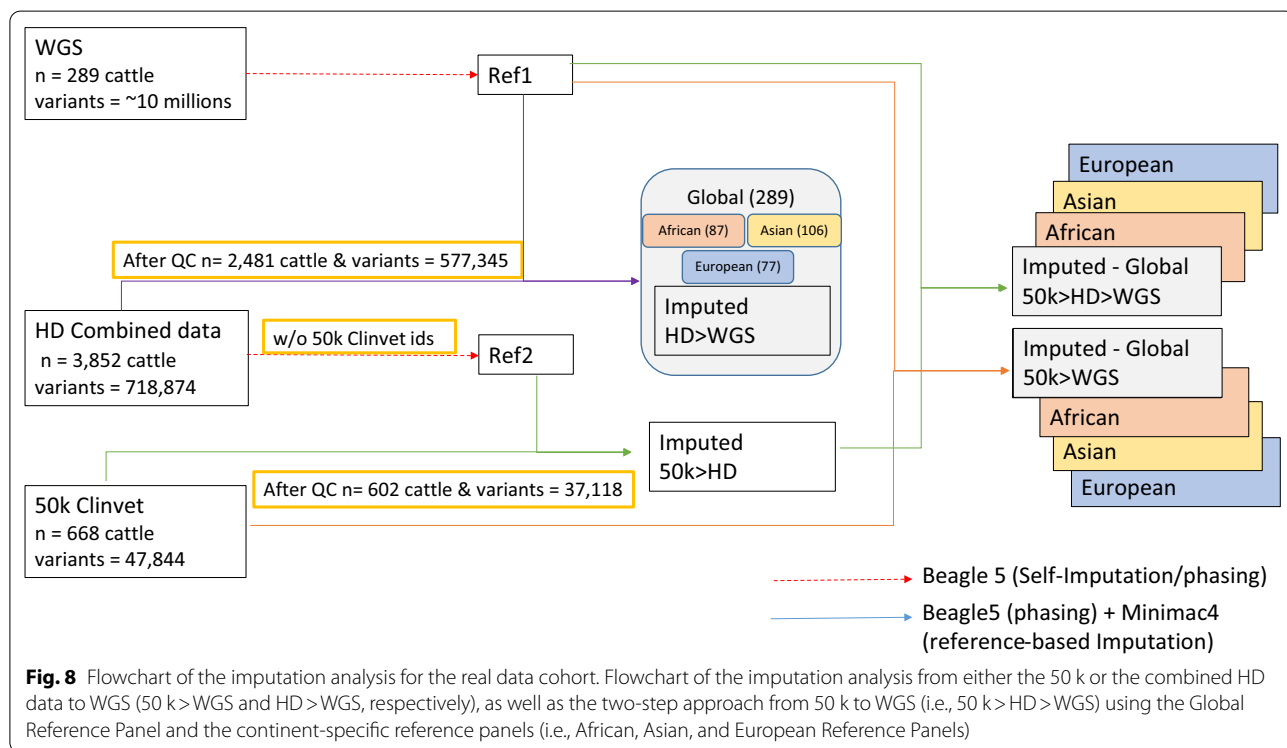 WGS
n = 289 cattle
variants = ~10 millions
Ref1
Global (289)
African (87)
Asian (106)
European (77)
Imputed
HD>WGS
After QC n= 2,481 cattle & variants = 577,345
HD Combined data
n = 3,852 cattle
variants = 718,874
w/o 50k Clinvet ids
Ref2
Imputed
50k>HD
After QC n= 602 cattle & variants = 37,118
50k Clinvet
n = 668 cattle
variants = 47,844
European
Asian
African
Imputed - Global
50k>HD>WGS
Imputed - Global
50k>WGS
African
Asian
European
Beagle 5 (Self-Imputation/phasing)
Beagle5 (phasing) + Minimac4
(reference-based Imputation)
Fig. 8 Flowchart of the imputation analysis for the real data cohort. Flowchart of the imputation analysis from either the 50 k or the combined HD
data to WGS (50 k > WGS and HD > WGS, respectively), as well as the two-step approach from 50 k to WGS (i.e., 50 k > HD > WGS) using the Global
Reference Panel and the continent-specific reference panels (i.e., African, Asian, and European Reference Panels)